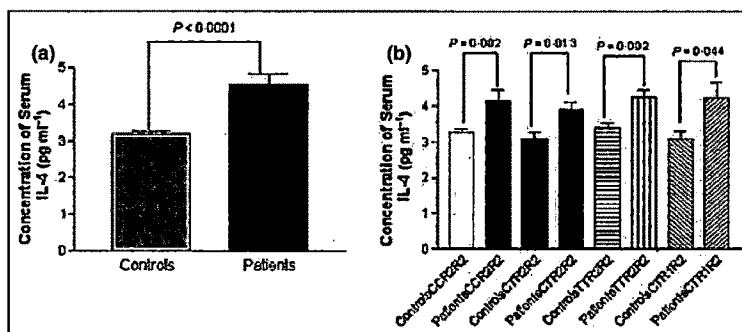 (a)
P < 0·0001
Concentration of Serum
IL-4 (pg ml⁻¹)
5
4
3
2
1
0
Controls
Patients
(b)
P = 0·002
P = 0·013
P = 0·002
P = 0·044
Concentration of Serum
IL-4 (pg ml⁻¹)
5
4
3
2
1
0
ControlsCCR2R2
PatientsCCR2R2
ControlsCTR2R2
PatientsCTR2R2
ControlsTTR2R2
PatientsTTR2R2
ControlsCTR1R2
PatientsCTR1R2